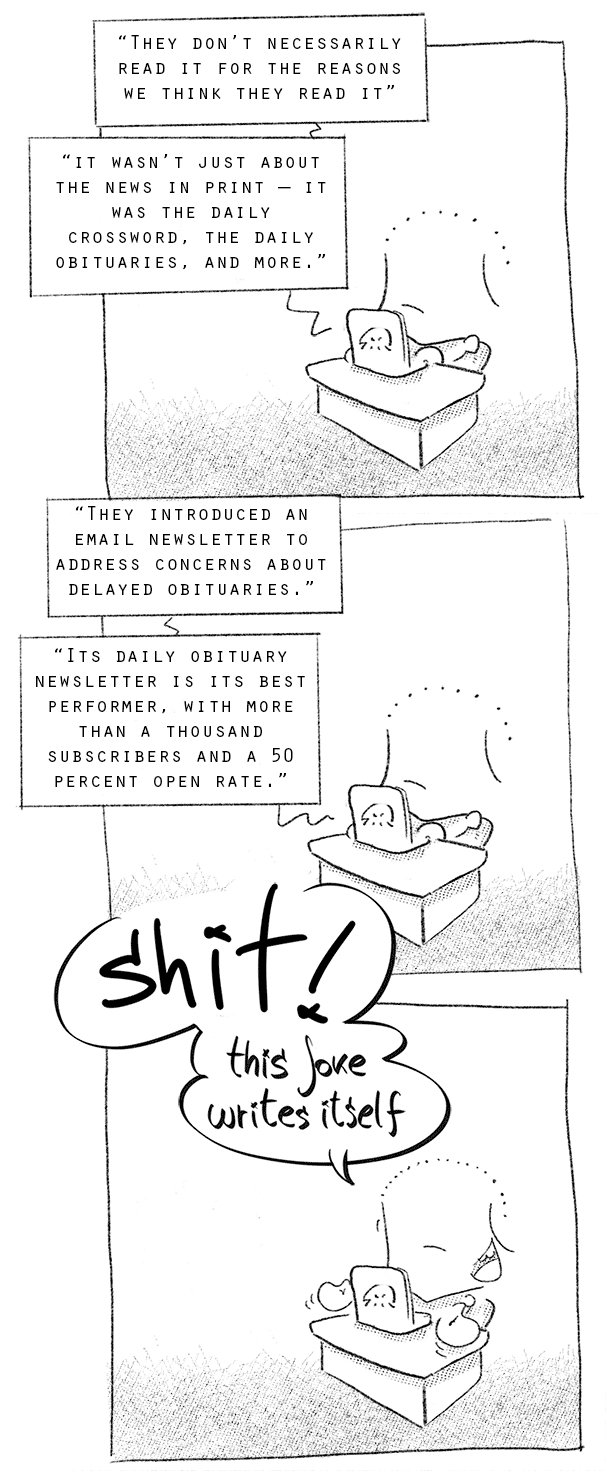 “They don’t necessarily
read it for the reasons
we think they read it”
“it wasn’t just about
the news in print – it
was the daily
crossword, the daily
obituaries, and more.”
“They introduced an
email newsletter to
address concerns about
delayed obituaries.”
“Its daily obituary
newsletter is its best
performer, with more
than a thousand
subscribers and a 50
percent open rate.”
shit!
this joke
writes itself